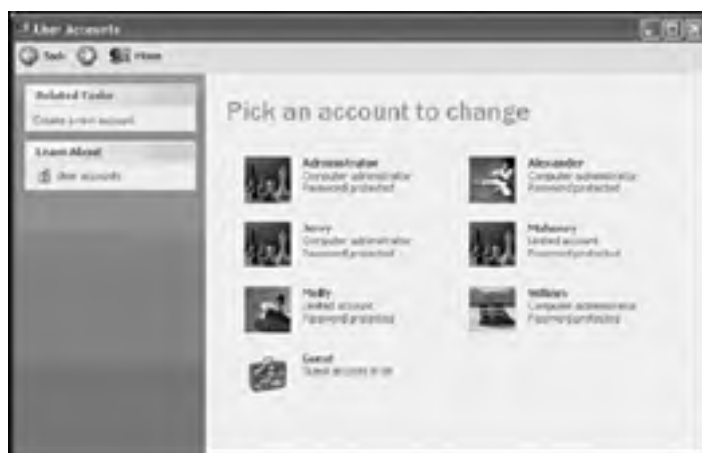 User Accounts
Back Home
Related Tasks
Create a new account
Learn About
User accounts
Pick an account to change
Administrator
Computer administrator
Password protected
Alexander
Computer administrator
Password protected
Jerry
Computer administrator
Password protected
Mahoney
Limited account
Password protected
Molly
Limited account
Password protected
William
Computer administrator
Password protected
Guest
Guest account is on